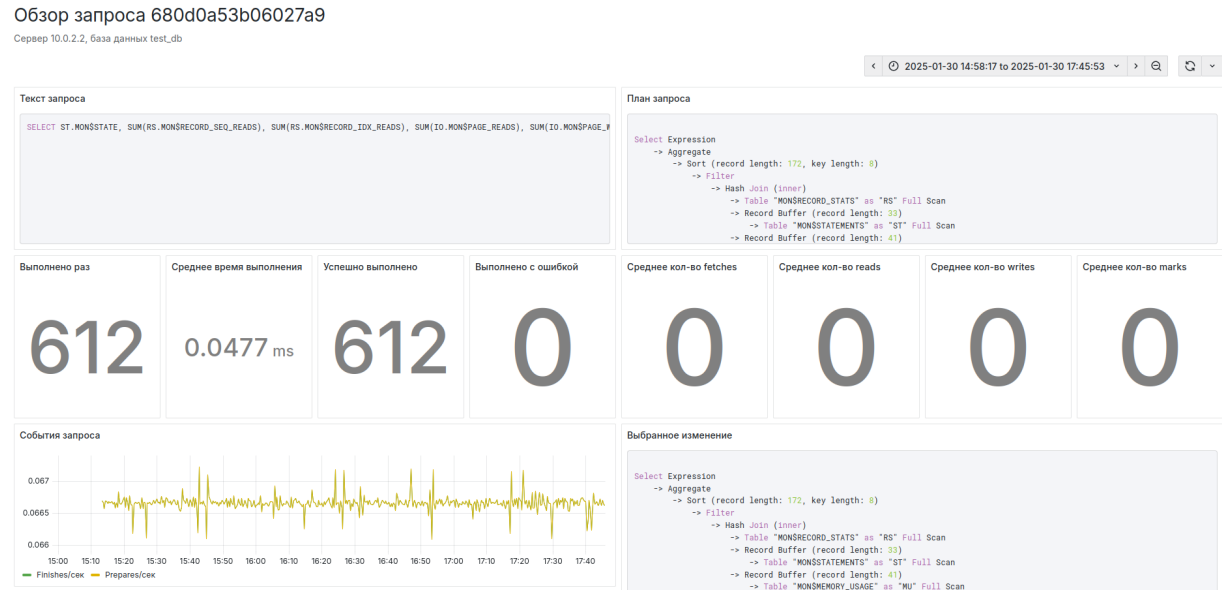 Обзор запроса 680d0a53b06027a9
Сервер 10.0.2.2, база данных test_db
2025-01-30 14:58:17 to 2025-01-30 17:45:53
Текст запроса
SELECT ST.MON$STATE, SUM(RS.MON$RECORD_SEQ_READS), SUM(RS.MON$RECORD_IDX_READS), SUM(IO.MON$PAGE_READS), SUM(IO.MON$PAGE_W
План запроса
Select Expression
-> Aggregate
-> Sort (record length: 172, key length: 8)
-> Filter
-> Hash Join (inner)
-> Table "MON$RECORD_STATS" as "RS" Full Scan
-> Record Buffer (record length: 33)
-> Table "MON$STATEMENTS" as "ST" Full Scan
-> Record Buffer (record length: 41)
Выполнено раз
612
Среднее время выполнения
0.0477 ms
Успешно выполнено
612
Выполнено с ошибкой
0
Среднее кол-во fetches
0
Среднее кол-во reads
0
Среднее кол-во writes
0
Среднее кол-во marks
0
События запроса
0.067
0.0665
0.066
15:00 15:10 15:20 15:30 15:40 15:50 16:00 16:10 16:20 16:30 16:40 16:50 17:00 17:10 17:20 17:30 17:40
Finishes/сек Prepares/сек
Выбранное изменение
Select Expression
-> Aggregate
-> Sort (record length: 172, key length: 8)
-> Filter
-> Hash Join (inner)
-> Table "MON$RECORD_STATS" as "RS" Full Scan
-> Record Buffer (record length: 33)
-> Table "MON$STATEMENTS" as "ST" Full Scan
-> Record Buffer (record length: 41)
-> Table "MON$MEMORY_USAGE" as "MU" Full Scan